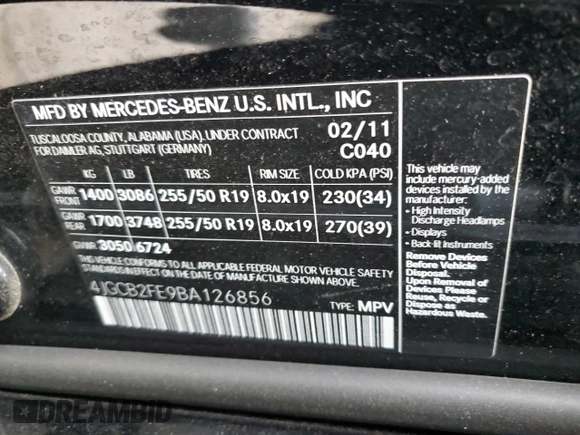 MFD BY MERCEDES-BENZ U.S. INTL., INC
TUSCALOOSA COUNTY, ALABAMA (USA), UNDER CONTRACT
FOR DAIMLER AG, STUTTGART (GERMANY)
02/11
C040
KG LB TIRES RIM SIZE COLD KPA (PSI)
GAWR FRONT 1400 3086 255/50 R19 8.0x19 230(34)
GAWR REAR 1700 3748 255/50 R19 8.0x19 270(39)
GVWR 3050 6724
THIS VEHICLE CONFORMS TO ALL APPLICABLE FEDERAL MOTOR VEHICLE SAFETY
STANDARDS IN EFFECT ON THE DATE OF MANUFACTURE SHOWN ABOVE.
4JGCB2FE9BA126856
TYPE: MPV
This vehicle may
include mercury-added
devices installed by the
manufacturer:
• High Intensity
Discharge Headlamps
• Displays
• Back-lit Instruments
Remove Devices
Before Vehicle
Disposal.
Upon Removal of
Devices Please
Reuse, Recycle or
Dispose as
Hazardous Waste.
DREAMBID